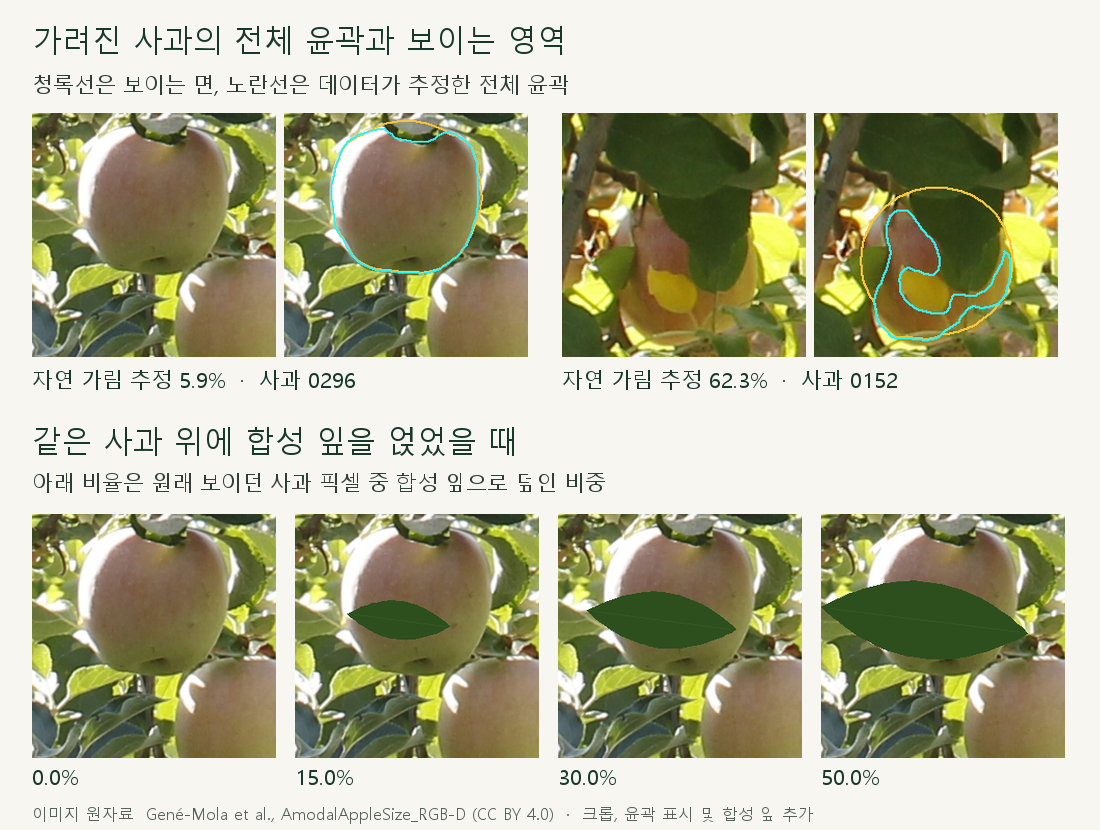 가려진 사과의 전체 윤곽과 보이는 영역
청록선은 보이는 면, 노란선은 데이터가 추정한 전체 윤곽
자연 가림 추정 5.9% · 사과 0296
자연 가림 추정 62.3% · 사과 0152
같은 사과 위에 합성 잎을 얹었을 때
아래 비율은 원래 보이던 사과 픽셀 중 합성 잎으로 덮인 비중
0.0%
15.0%
30.0%
50.0%
이미지 원자료 Gené-Mola et al., AmodalAppleSize_RGB-D (CC BY 4.0) · 크롭, 윤곽 표시 및 합성 잎 추가